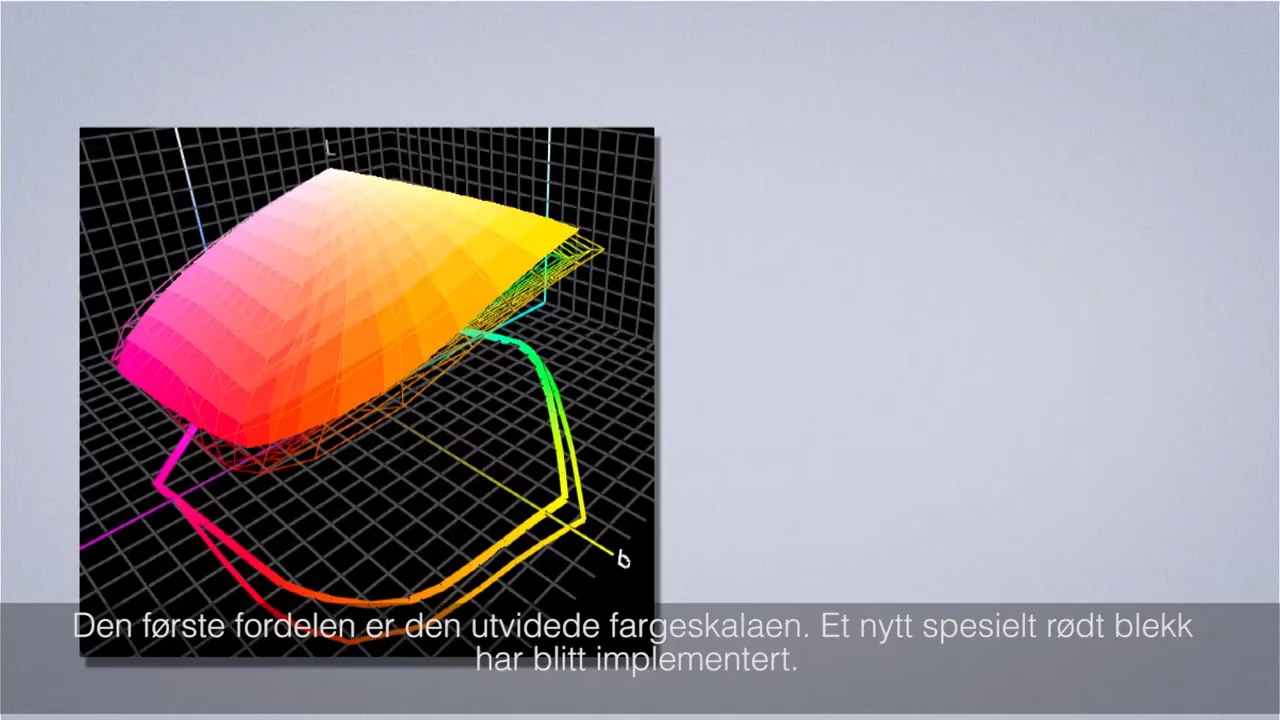 L
b
Den første fordelen er den utvidede fargeskalaen. Et nytt spesielt rødt blekk
har blitt implementert.